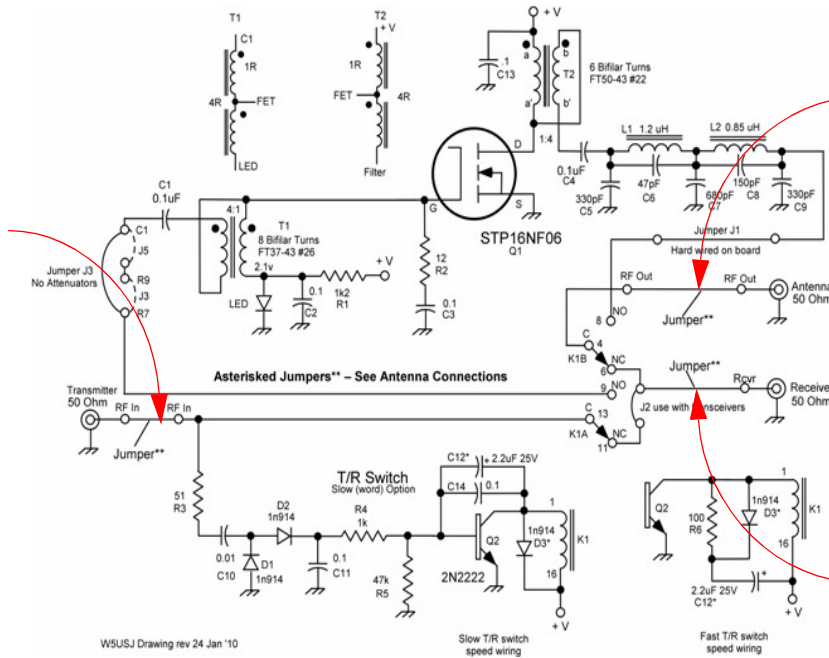 T1
C1
1R
FET
4R
LED
T2
+ V
1R
FET
4R
Filter
+ V
a
b
.1
C13
T2
a'
b'
6 Bifilar Turns
FT50-43 #22
1:4
D
G
S
STP16NF06
Q1
0.1uF
C4
L1 1.2 uH
L2 0.85 uH
330pF
C5
47pF
C6
680pF
C7
150pF
C8
330pF
C9
C1
0.1uF
4:1
T1
8 Bifilar Turns
FT37-43 #26
2.1v
LED
0.1
C2
1k2
R1
+ V
12
R2
0.1
C3
C1
J5
R9
J3
R7
Jumper J3
No Attenuators
Jumper J1
Hard wired on board
RF Out
RF Out
Antenna
50 Ohm
Jumper**
NO
8
C
4
K1B
NC
6
9
NO
Jumper**
Rcvr
Receive
50 Ohm
J2 use with transceivers
C
13
K1A
NC
11
Asterisked Jumpers** – See Antenna Connections
Transmitter
50 Ohm
RF In
RF In
Jumper**
51
R3
T/R Switch
Slow (word) Option
0.01
C10
D1
1n914
D2
1n914
0.1
C11
R4
1k
47k
R5
C12*
+
2.2uF 25V
C14
0.1
Q2
2N2222
1n914
D3*
1
K1
16
+ V
Slow T/R switch
speed wiring
Q2
100
R6
1n914
D3*
1
K1
16
2.2uF 25V
C12*
+
+ V
Fast T/R switch
speed wiring
W5USJ Drawing rev 24 Jan '10